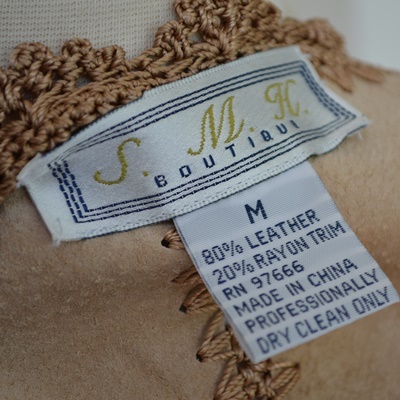 S. M. H.
BOUTIQUE
M
80% LEATHER
20% RAYON TRIM
RN 97666
MADE IN CHINA
PROFESSIONALLY
DRY CLEAN ONLY